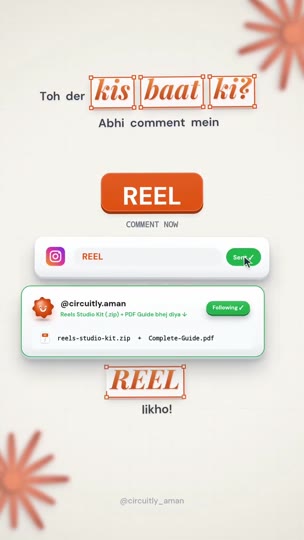 Toh der kis baat ki?
Abhi comment mein
REEL
COMMENT NOW
REEL
Sent ✓
@circuitly.aman
Following ✓
Reels Studio Kit (.zip) + PDF Guide bhej diya ↓
reels-studio-kit.zip + Complete-Guide.pdf
REEL
likho!
@circuitly_aman